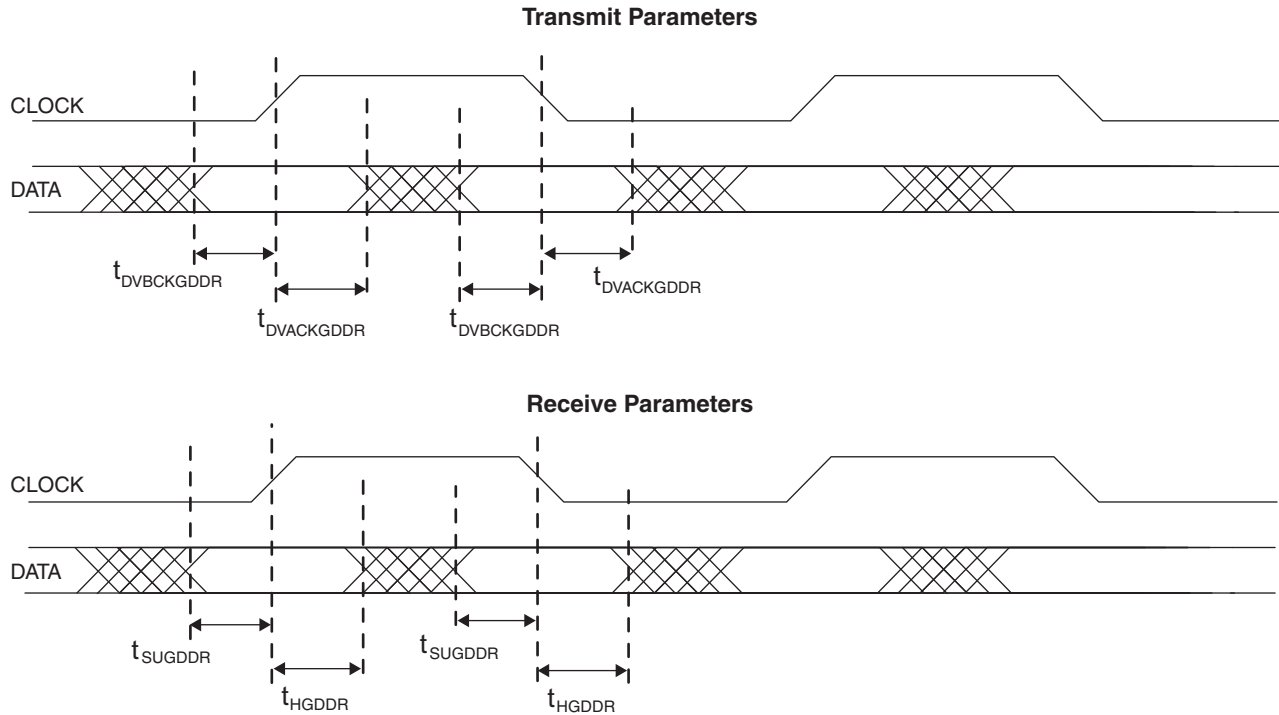 Transmit Parameters
CLOCK
DATA
tDVBCKGDDR
tDVACKGDDR
tDVACKGDDR
tDVBCKGDDR
Receive Parameters
CLOCK
DATA
tSUGDDR
tSUGDDR
tHGDDR
tHGDDR